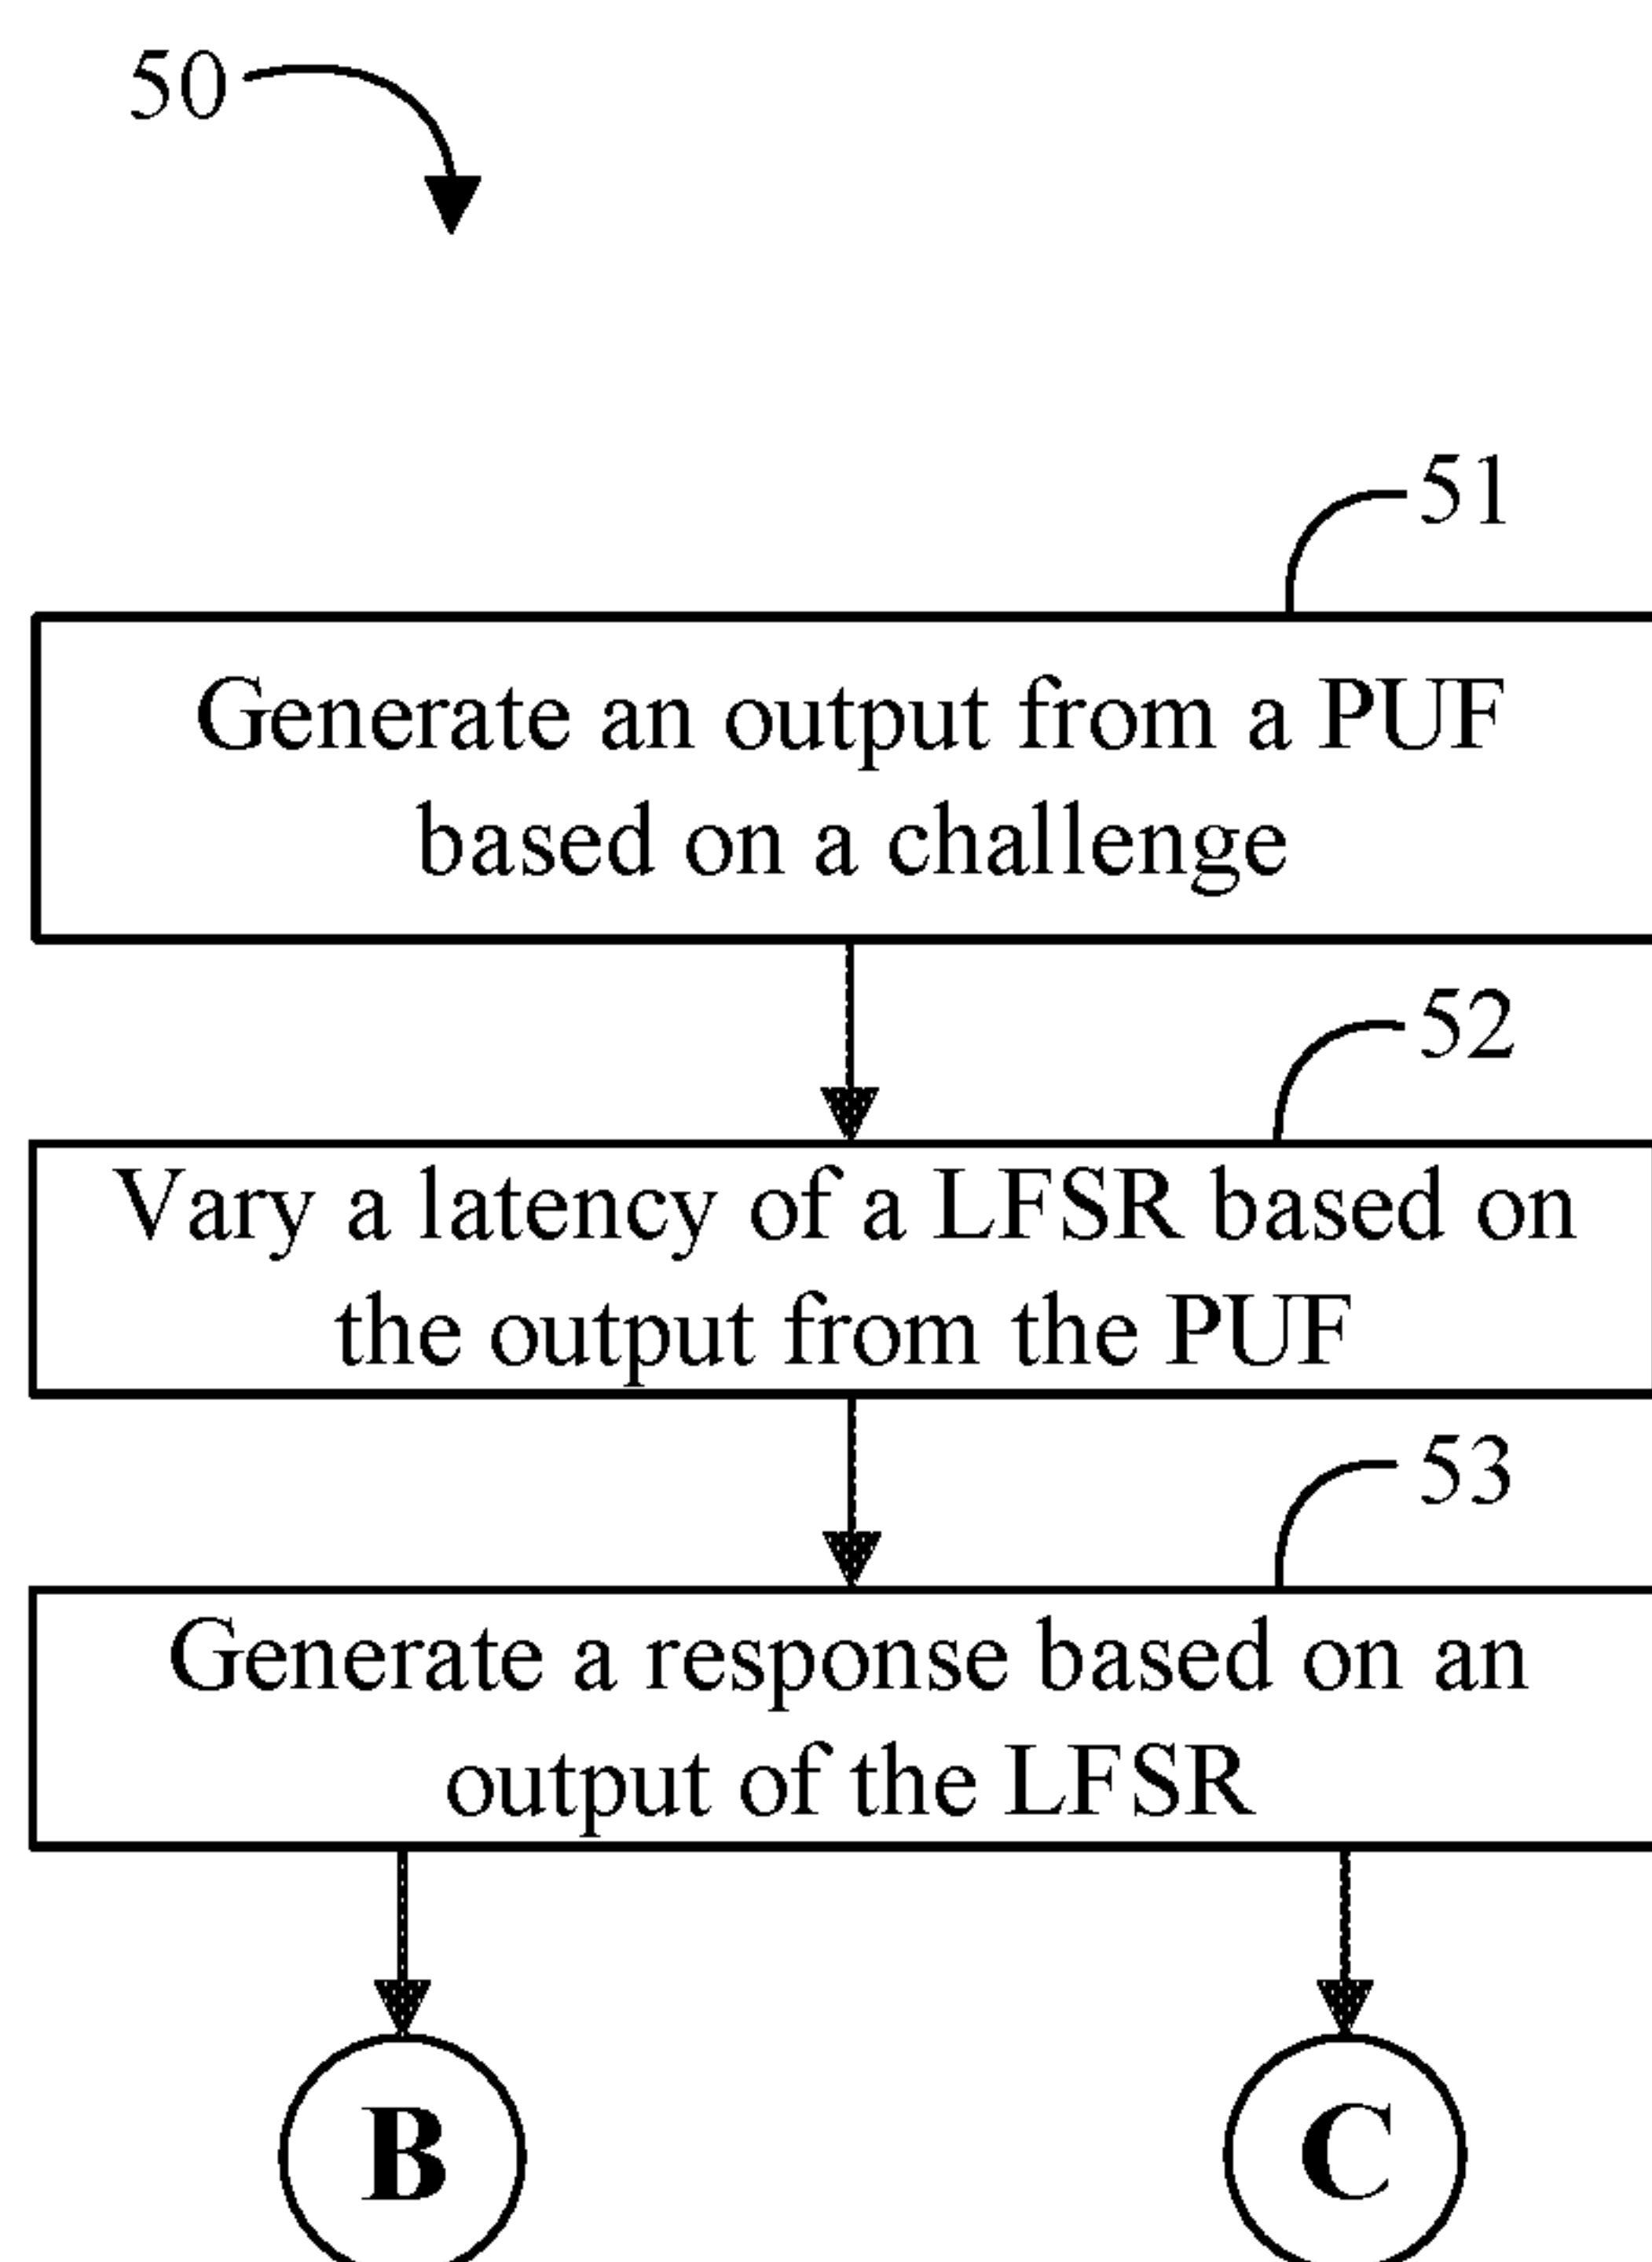 50
51
Generate an output from a PUF
based on a challenge
52
Vary a latency of a LFSR based on
the output from the PUF
53
Generate a response based on an
output of the LFSR
B
C